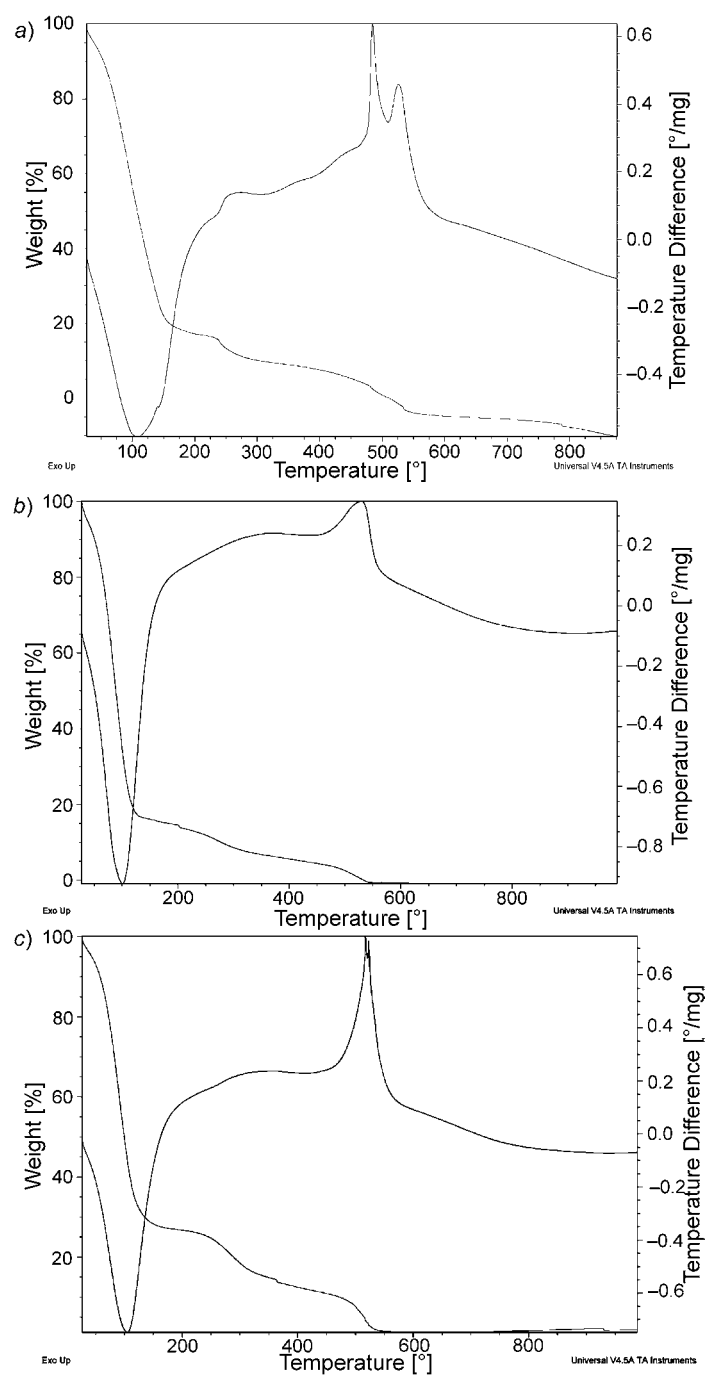 a)
100
80
60
40
20
0
Weight [%]
0.6
0.4
0.2
0.0
–0.2
–0.4
Temperature Difference [°/mg]
100 200 300 400 500 600 700 800
Exo Up
Temperature [°]
Universal V4.5A TA Instruments
b)
100
80
60
40
20
0
Weight [%]
0.2
0.0
–0.2
–0.4
–0.6
–0.8
Temperature Difference [°/mg]
200 400 600 800
Exo Up
Temperature [°]
Universal V4.5A TA Instruments
c)
100
80
60
40
20
Weight [%]
0.6
0.4
0.2
0.0
–0.2
–0.4
–0.6
Temperature Difference [°/mg]
200 400 600 800
Exo Up
Temperature [°]
Universal V4.5A TA Instruments